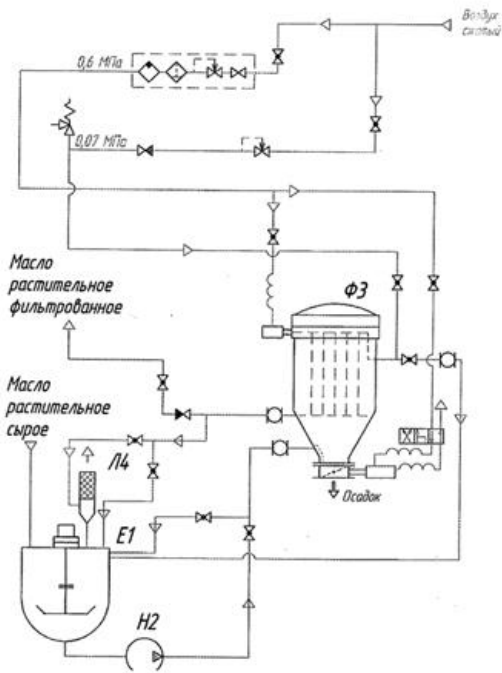 Воздух
сжатый
0,6 МПа
0,07 МПа
Масло
растительное
фильтрованное
Ф3
Масло
растительное
сырое
Л4
Осадок
Е1
Н2